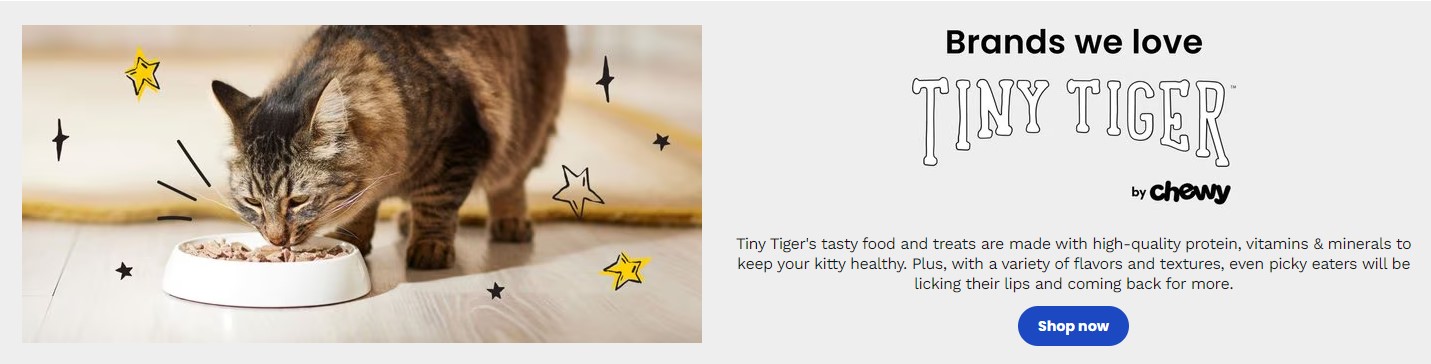 Brands we love
TINY TIGER™
by chewy
Tiny Tiger's tasty food and treats are made with high-quality protein, vitamins & minerals to
keep your kitty healthy. Plus, with a variety of flavors and textures, even picky eaters will be
licking their lips and coming back for more.
Shop now